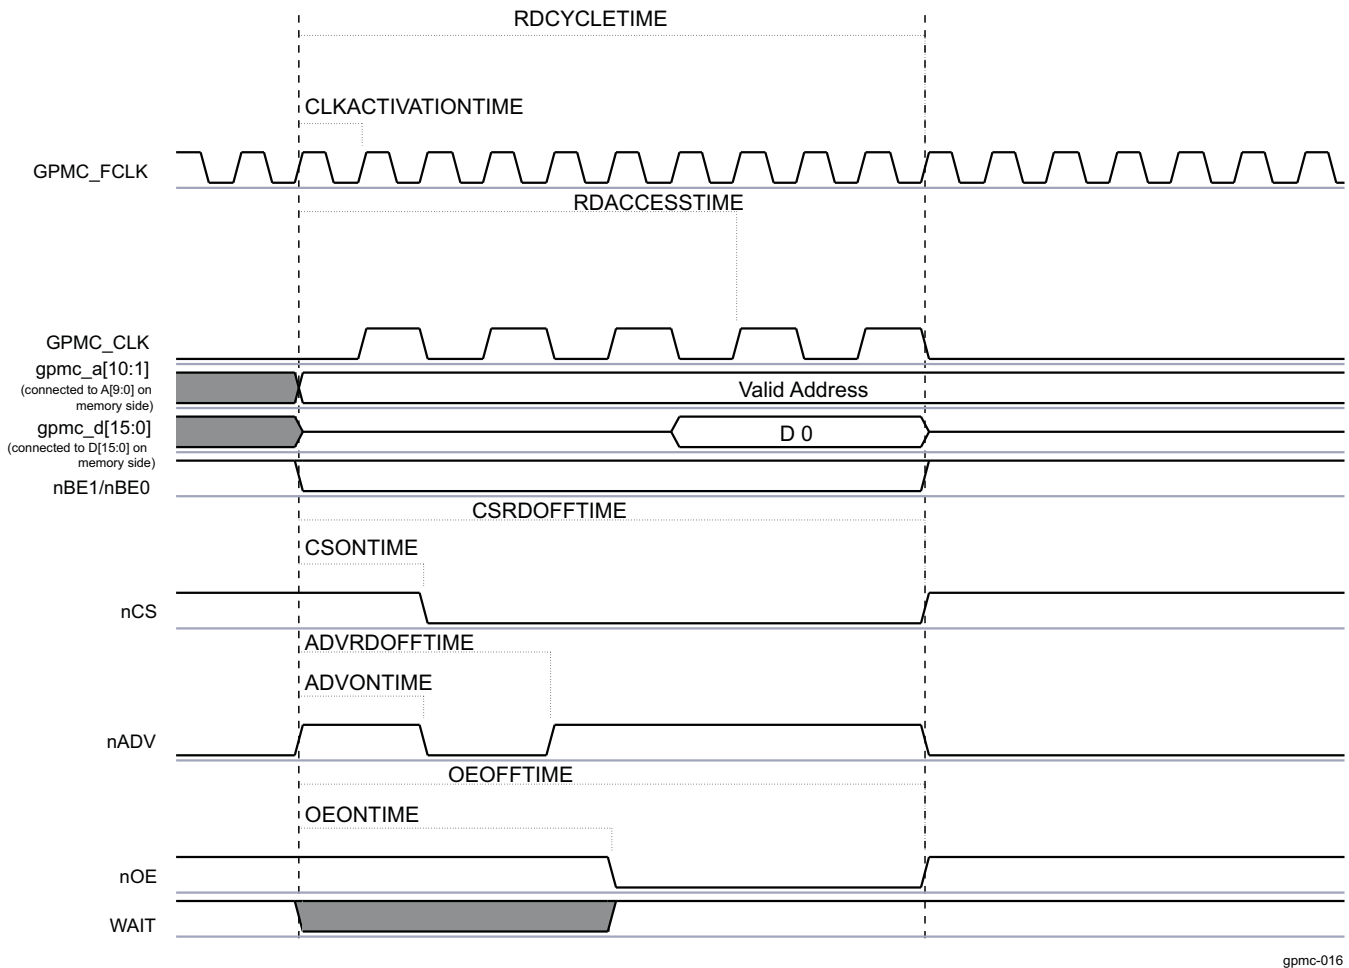 RDCYCLETIME
CLKACTIVATIONTIME
GPMC_FCLK
RDACCESSTIME
GPMC_CLK
gpmc_a[10:1]
(connected to A[9:0] on
memory side)
Valid Address
gpmc_d[15:0]
(connected to D[15:0] on
memory side)
D 0
nBE1/nBE0
CSRDOFFTIME
CSONTIME
nCS
ADVRDOFFTIME
ADVONTIME
nADV
OEOFFTIME
OEONTIME
nOE
WAIT
gpmc-016